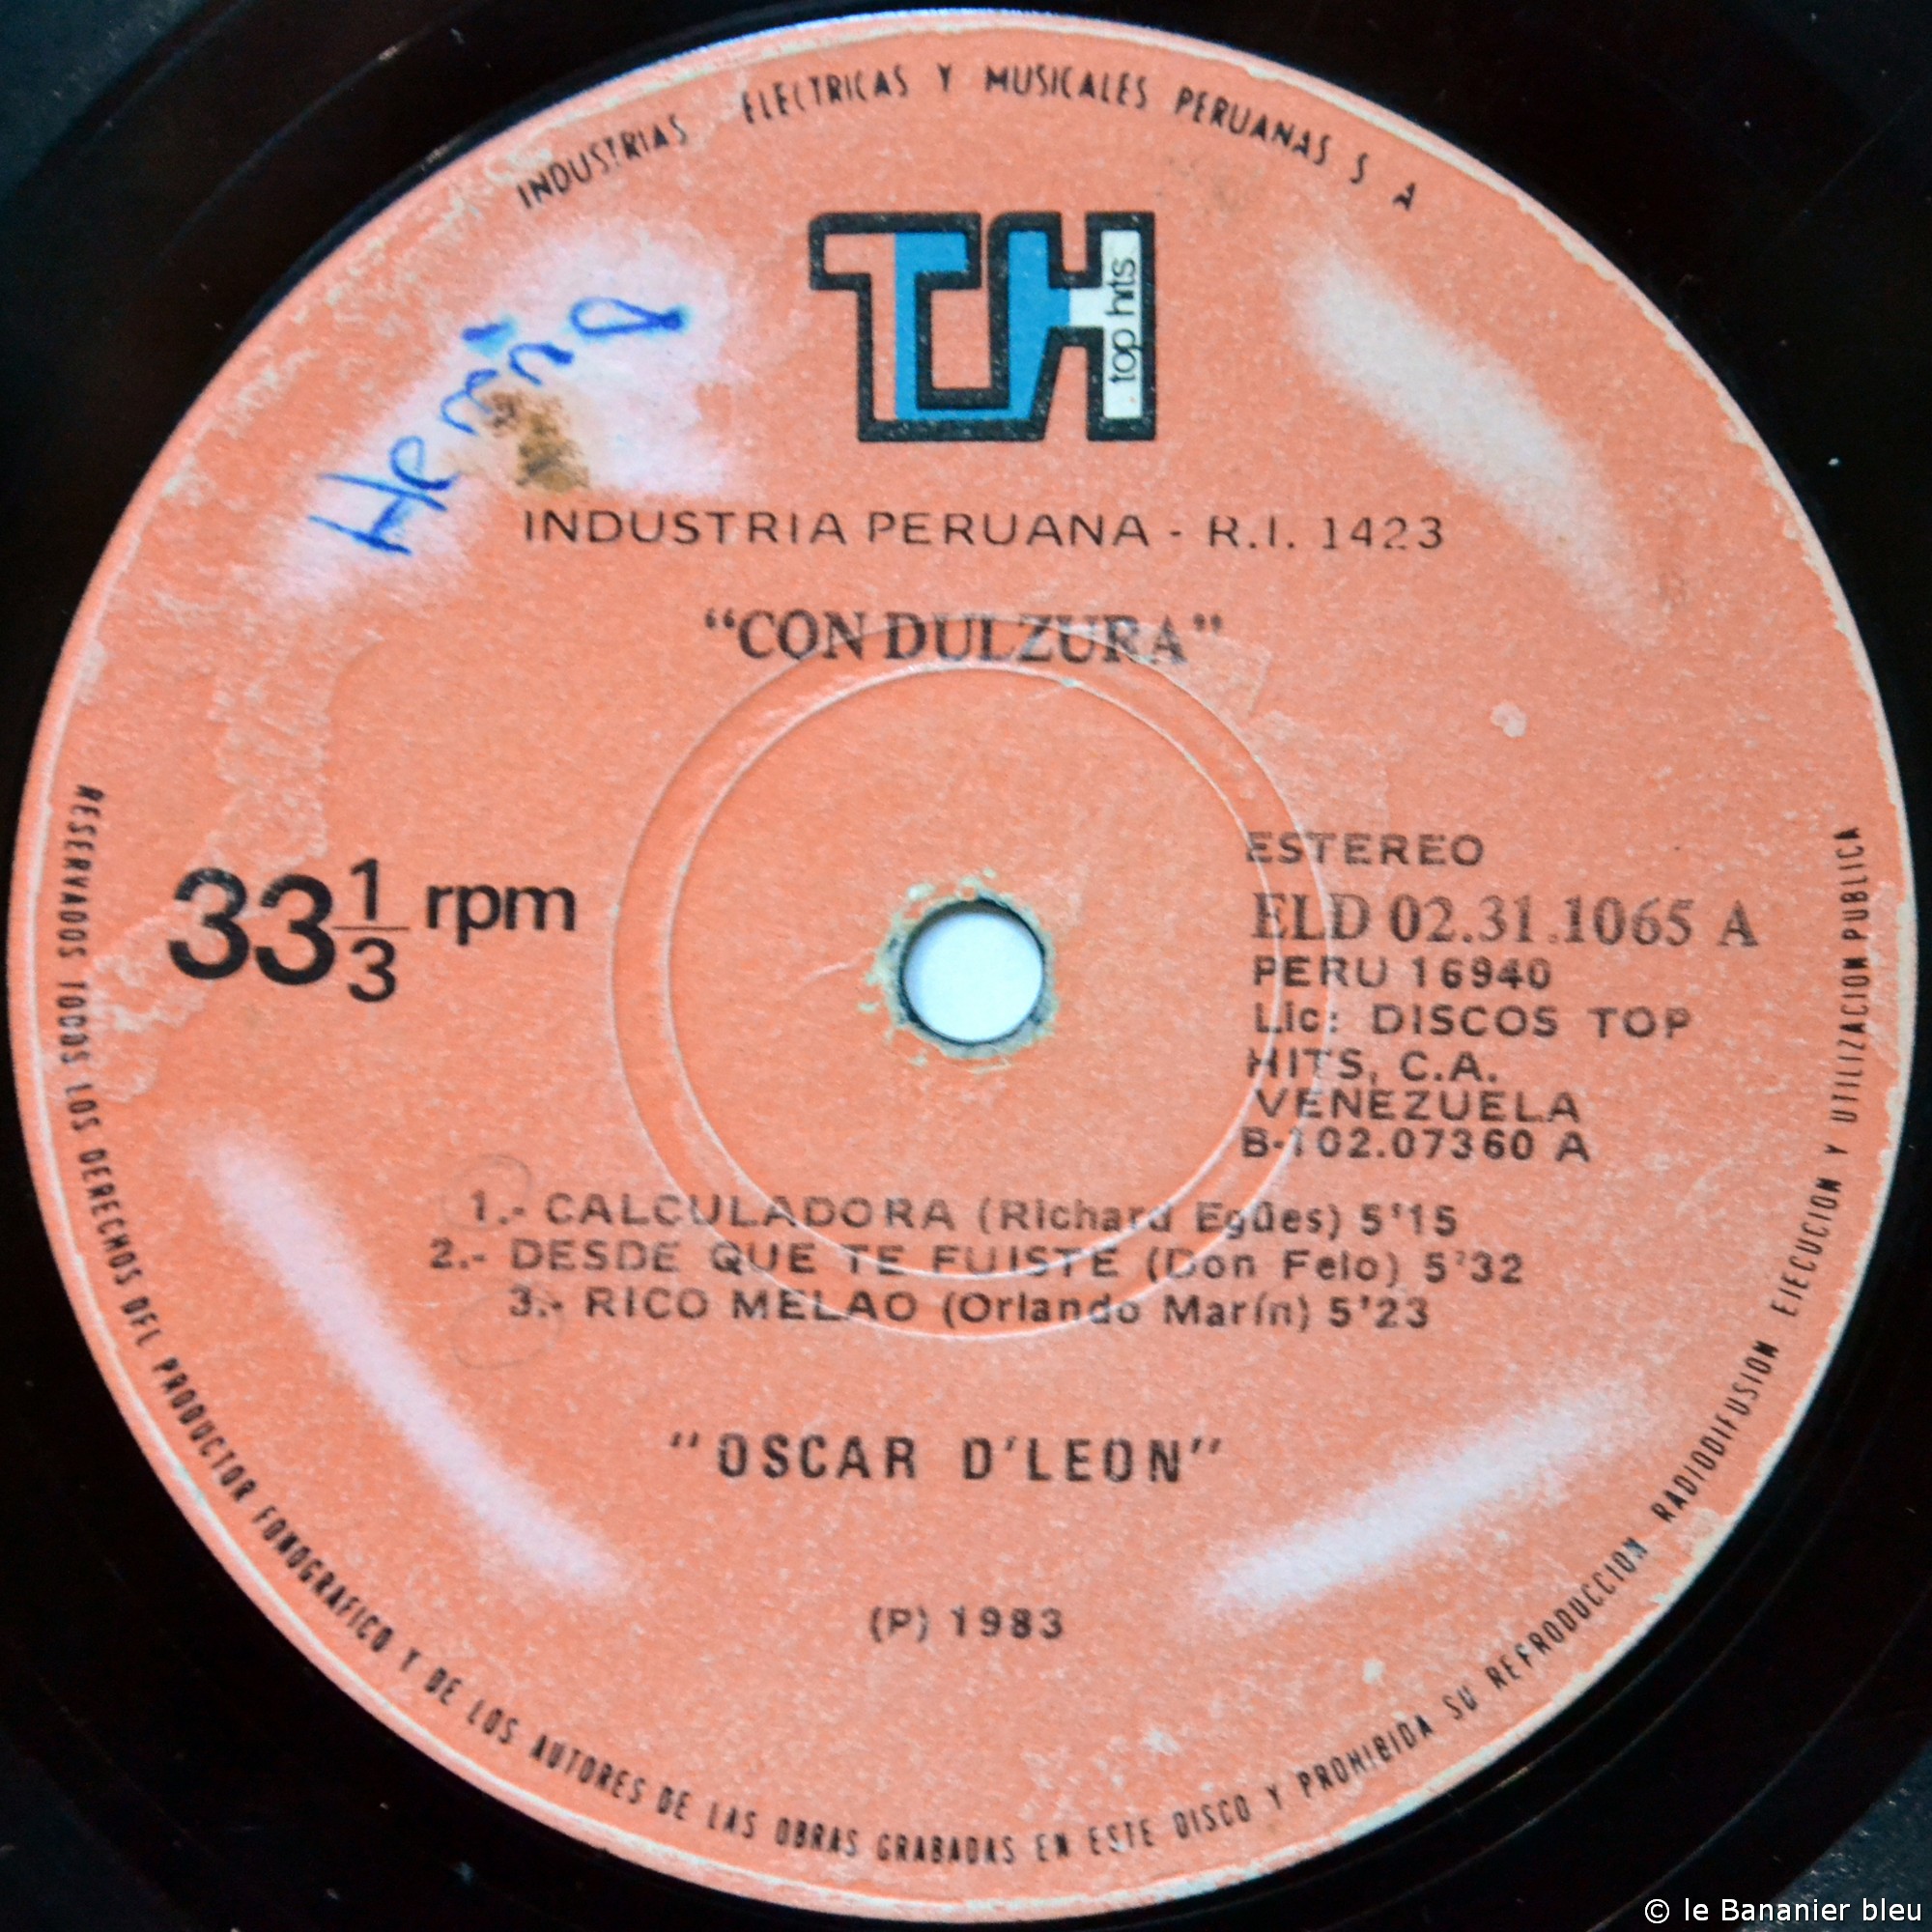 INDUSTRIAS ELECTRICAS Y MUSICALES PERUANAS S A
TH
top hits
INDUSTRIA PERUANA - R.I. 1423
"CON DULZURA"
33 1/3 rpm
ESTEREO
ELD 02.31.1065 A
PERU 16940
Lic: DISCOS TOP
HITS, C.A.
VENEZUELA
B-102.07360 A
1.- CALCULADORA (Richard Egües) 5'15
2.- DESDE QUE TE FUISTE (Don Felo) 5'32
3.- RICO MELAO (Orlando Marín) 5'23
"OSCAR D'LEON"
(P) 1983
RESERVADOS TODOS LOS DERECHOS DEL PRODUCTOR FONOGRAFICO Y DE LOS AUTORES DE LAS OBRAS GRABADAS EN ESTE DISCO Y PROHIBIDA SU REPRODUCCION RADIODIFUSION EJECUCION Y UTILIZACION PUBLICA
© le Bananier bleu